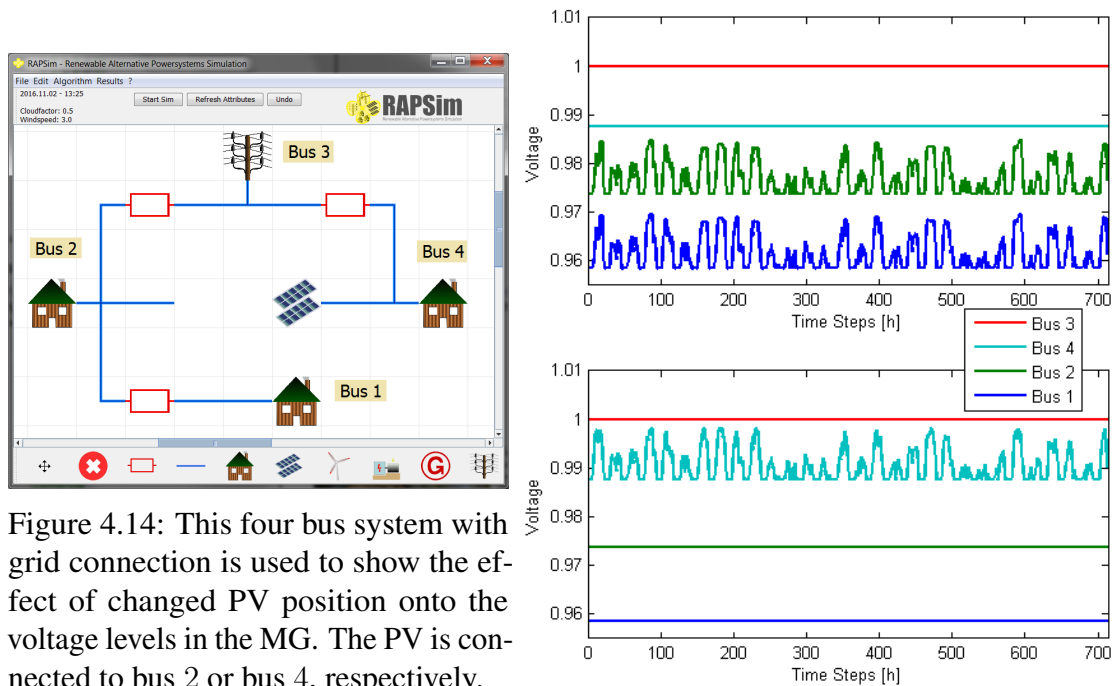 RAPSim - Renewable Alternative Powersystems Simulation
File Edit Algorithm Results ?
2016.11.02 - 13:25
Cloudfactor: 0.5
Windspeed: 3.0
Start Sim Refresh Attributes Undo
RAPSim
Renewable Alternative Powersystems Simulation
Bus 3
Bus 2
Bus 4
Bus 1
G
Figure 4.14: This four bus system with
grid connection is used to show the ef-
fect of changed PV position onto the
voltage levels in the MG. The PV is con-
nected to bus 2 or bus 4, respectively.
1.01
1
0.99
0.98
0.97
0.96
Voltage
0 100 200 300 400 500 600 700
Time Steps [h]
Bus 3
Bus 4
Bus 2
Bus 1
1.01
1
0.99
0.98
0.97
0.96
Voltage
0 100 200 300 400 500 600 700
Time Steps [h]